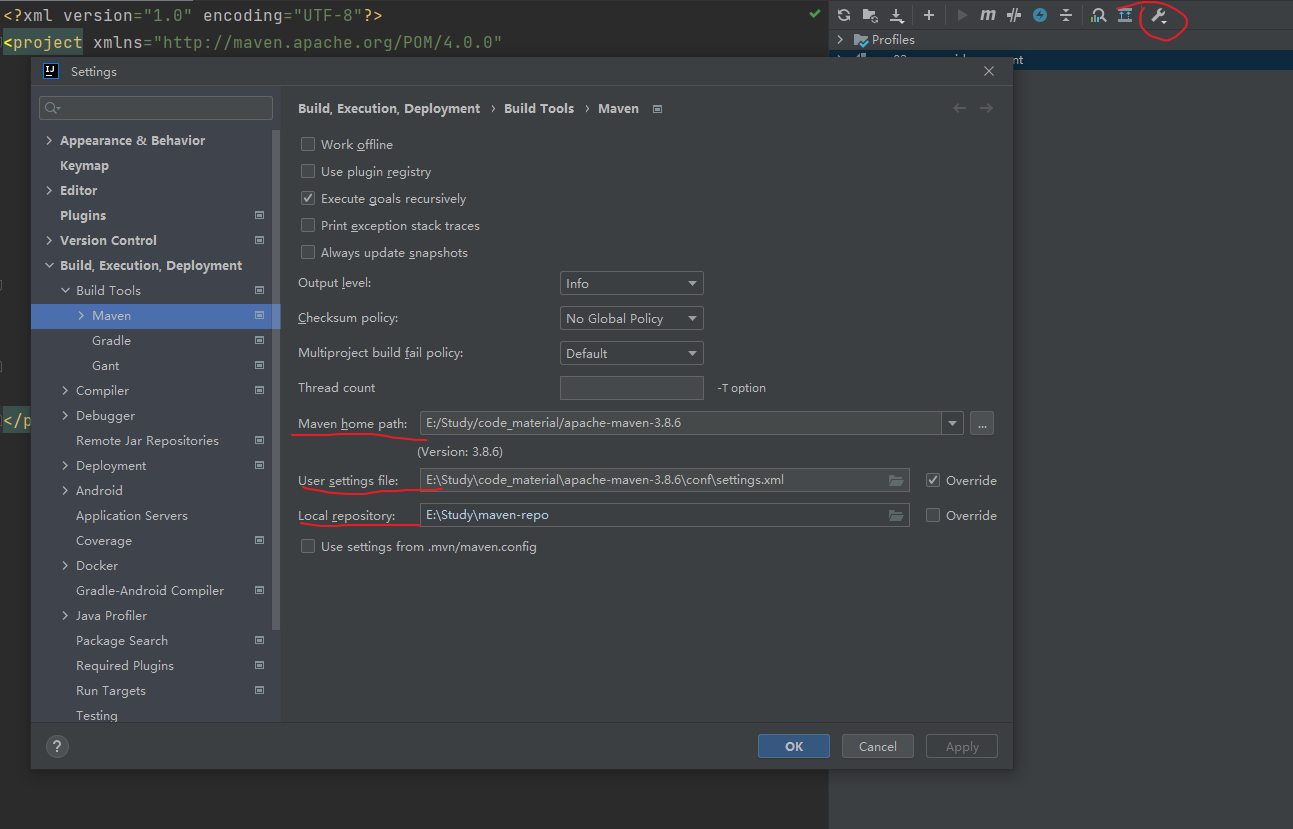 <?xml version="1.0" encoding="UTF-8"?>
<project xmlns="http://maven.apache.org/POM/4.0.0"
Profiles
Settings
Build, Execution, Deployment › Build Tools › Maven
Appearance & Behavior
Keymap
Editor
Plugins
Version Control
Build, Execution, Deployment
Build Tools
Maven
Gradle
Gant
Compiler
Debugger
Remote Jar Repositories
Deployment
Android
Application Servers
Coverage
Docker
Gradle-Android Compiler
Java Profiler
Package Search
Required Plugins
Run Targets
Testing
Work offline
Use plugin registry
Execute goals recursively
Print exception stack traces
Always update snapshots
Output level: Info
Checksum policy: No Global Policy
Multiproject build fail policy: Default
Thread count -T option
Maven home path: E:/Study/code_material/apache-maven-3.8.6 ...
(Version: 3.8.6)
User settings file: E:\Study\code_material\apache-maven-3.8.6\conf\settings.xml Override
Local repository: E:\Study\maven-repo Override
Use settings from .mvn/maven.config
</p
? OK Cancel Apply